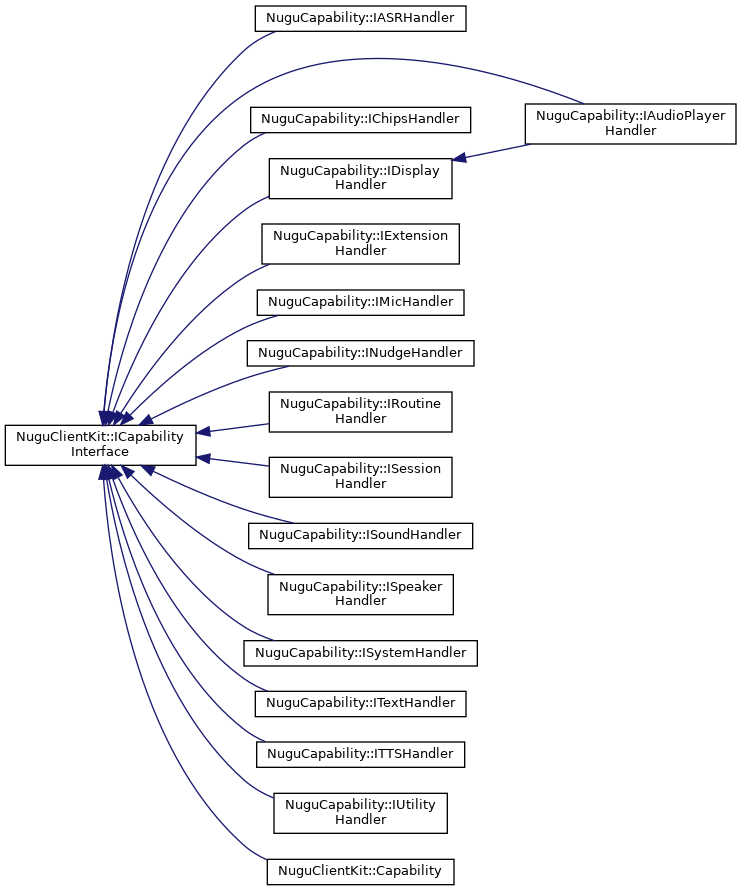 NuguCapability::IASRHandler
NuguCapability::IAudioPlayer
Handler
NuguCapability::IChipsHandler
NuguCapability::IDisplay
Handler
NuguCapability::IExtension
Handler
NuguCapability::IMicHandler
NuguCapability::INudgeHandler
NuguCapability::IRoutine
Handler
NuguClientKit::ICapability
Interface
NuguCapability::ISession
Handler
NuguCapability::ISoundHandler
NuguCapability::ISpeaker
Handler
NuguCapability::ISystemHandler
NuguCapability::ITextHandler
NuguCapability::ITTSHandler
NuguCapability::IUtility
Handler
NuguClientKit::Capability